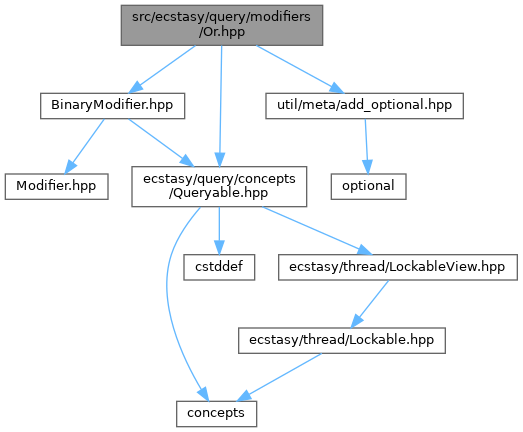 src/ecstasy/query/modifiers
/Or.hpp
BinaryModifier.hpp
util/meta/add_optional.hpp
Modifier.hpp
ecstasy/query/concepts
/Queryable.hpp
optional
cstddef
ecstasy/thread/LockableView.hpp
ecstasy/thread/Lockable.hpp
concepts